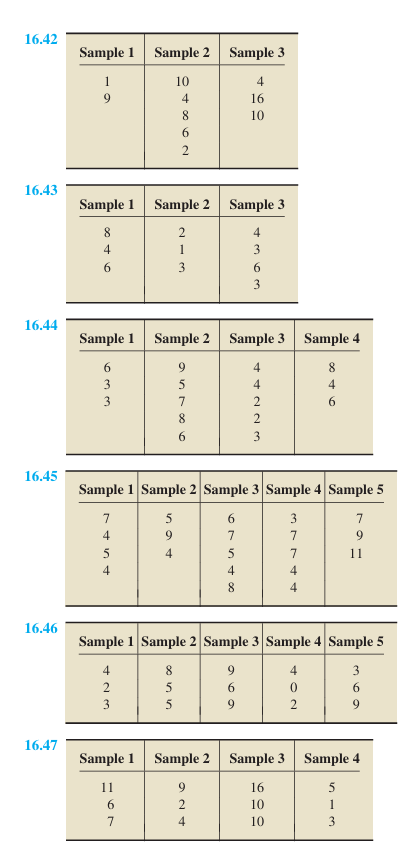 16.42
Sample 1 Sample 2 Sample 3
1 10 4
9 4 16
8 10
6
2
16.43
Sample 1 Sample 2 Sample 3
8 2 4
4 1 3
6 3 6
3
16.44
Sample 1 Sample 2 Sample 3 Sample 4
6 9 4 8
3 5 4 4
3 7 2 6
8 2
6 3
16.45
Sample 1 Sample 2 Sample 3 Sample 4 Sample 5
7 5 6 3 7
4 9 7 7 9
5 4 5 7 11
4 4 4
8 4
16.46
Sample 1 Sample 2 Sample 3 Sample 4 Sample 5
4 8 9 4 3
2 5 6 0 6
3 5 9 2 9
16.47
Sample 1 Sample 2 Sample 3 Sample 4
11 9 16 5
6 2 10 1
7 4 10 3